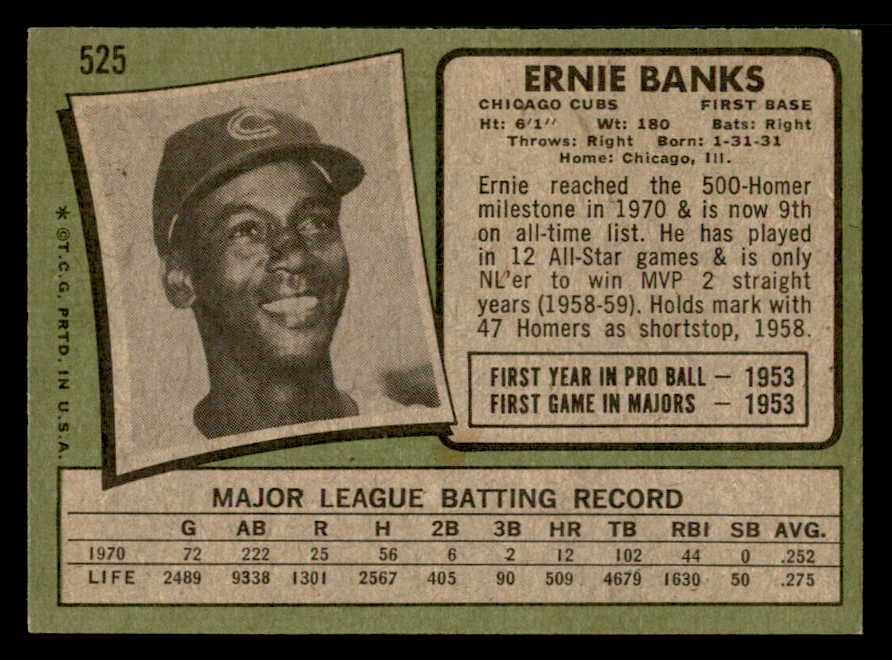 525
ERNIE BANKS
CHICAGO CUBS FIRST BASE
Ht: 6'1" Wt: 180 Bats: Right
Throws: Right Born: 1-31-31
Home: Chicago, Ill.
Ernie reached the 500-Homer
milestone in 1970 & is now 9th
on all-time list. He has played
in 12 All-Star games & is only
NL'er to win MVP 2 straight
years (1958-59). Holds mark with
47 Homers as shortstop, 1958.
FIRST YEAR IN PRO BALL — 1953
FIRST GAME IN MAJORS — 1953
C
* ©T.C.G. PRTD. IN U.S.A.
MAJOR LEAGUE BATTING RECORD
G AB R H 2B 3B HR TB RBI SB AVG.
1970 72 222 25 56 6 2 12 102 44 0 .252
LIFE 2489 9338 1301 2567 405 90 509 4679 1630 50 .275